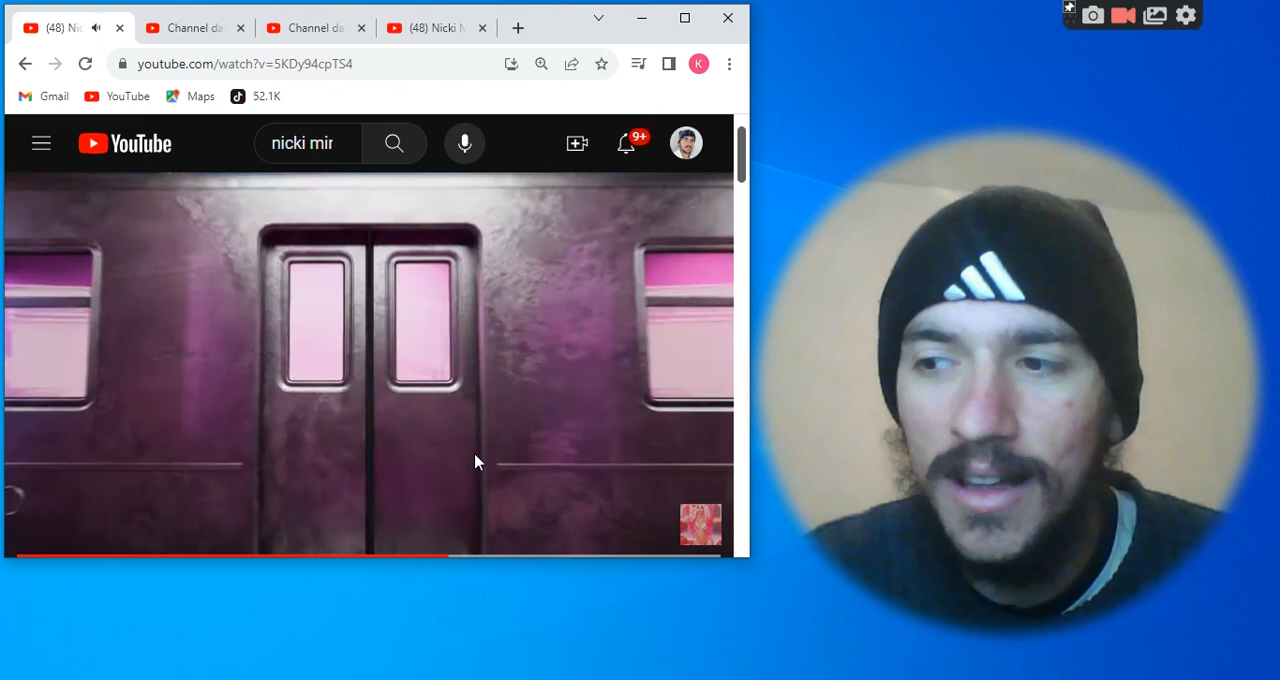 (48) Nic
Channel da
Channel da
(48) Nicki M
youtube.com/watch?v=5KDy94cpTS4
K
Gmail
YouTube
Maps
52.1K
YouTube
nicki mir
9+